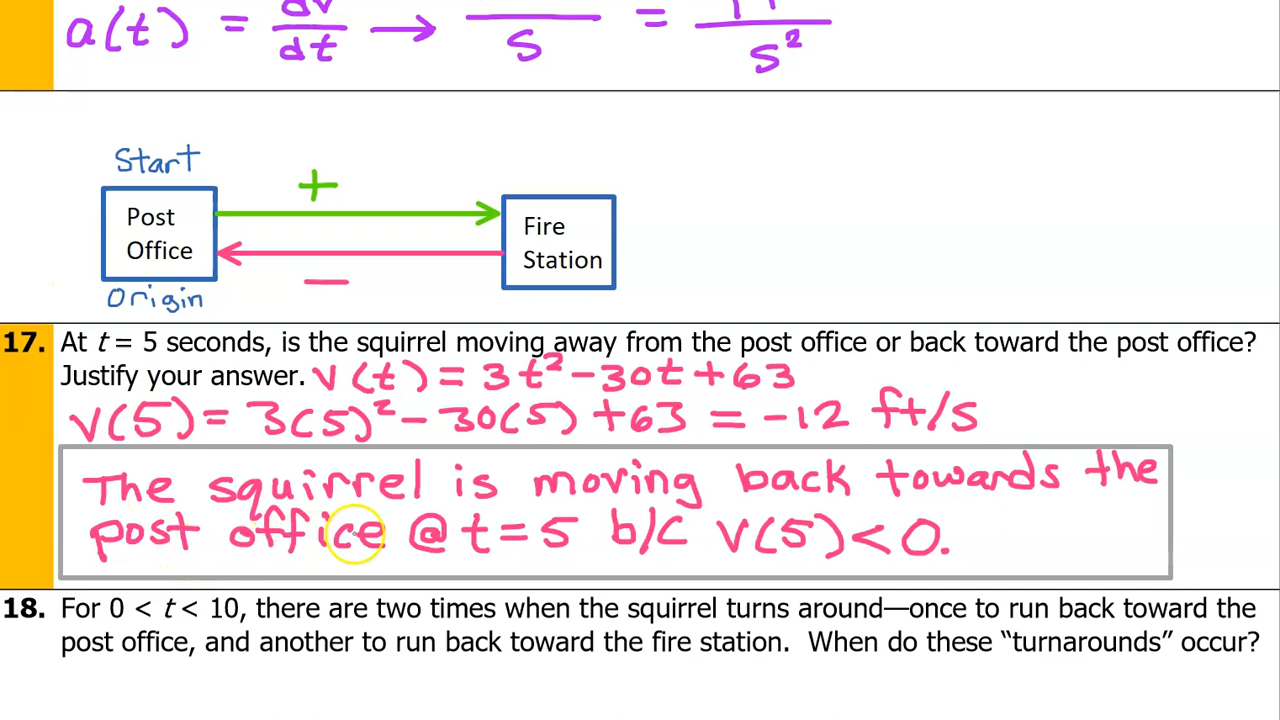 a(t) = dv/dt → /s = /s²
Start
+
Post
Office
Fire
Station
−
Origin
17. At t = 5 seconds, is the squirrel moving away from the post office or back toward the post office?
Justify your answer. v(t) = 3t² - 30t + 63
v(5) = 3(5)² - 30(5) + 63 = -12 ft/s
The squirrel is moving back towards the
post office @ t = 5 b/c v(5) < 0.
18. For 0 < t < 10, there are two times when the squirrel turns around—once to run back toward the
post office, and another to run back toward the fire station. When do these “turnarounds” occur?